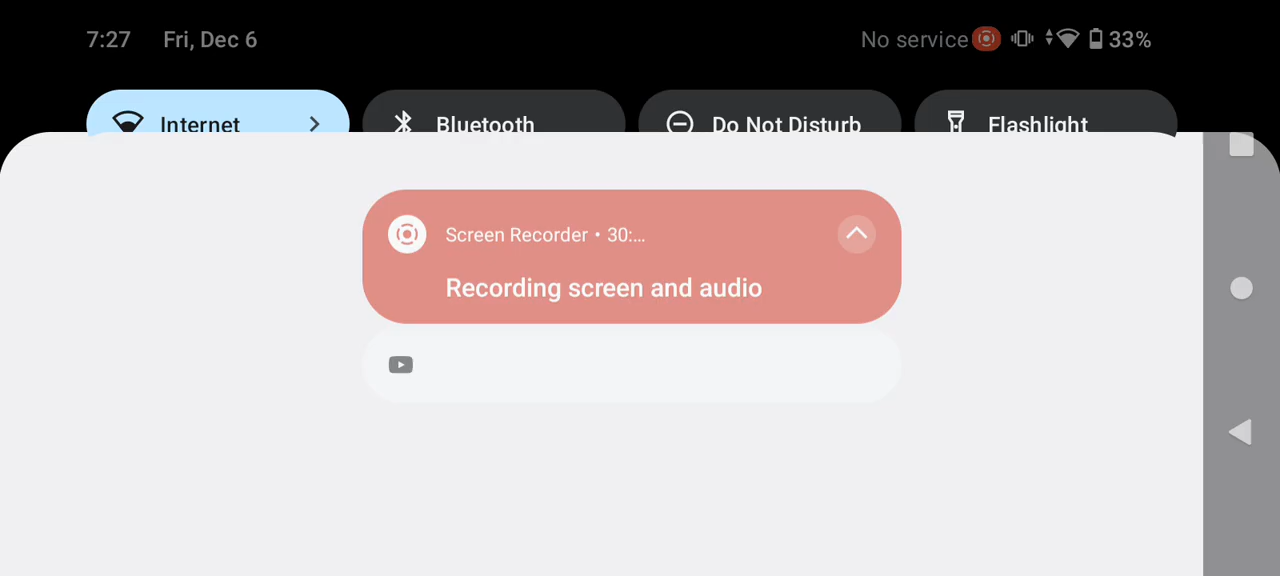 7:27 Fri, Dec 6 No service 33%
Internet Bluetooth Do Not Disturb Flashlight
Screen Recorder • 30:...
Recording screen and audio